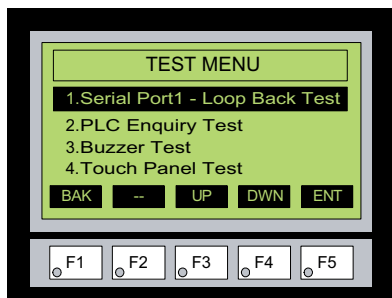 TEST MENU
1.Serial Port1 - Loop Back Test
2.PLC Enquiry Test
3.Buzzer Test
4.Touch Panel Test
BAK -- UP DWN ENT
F1 F2 F3 F4 F5